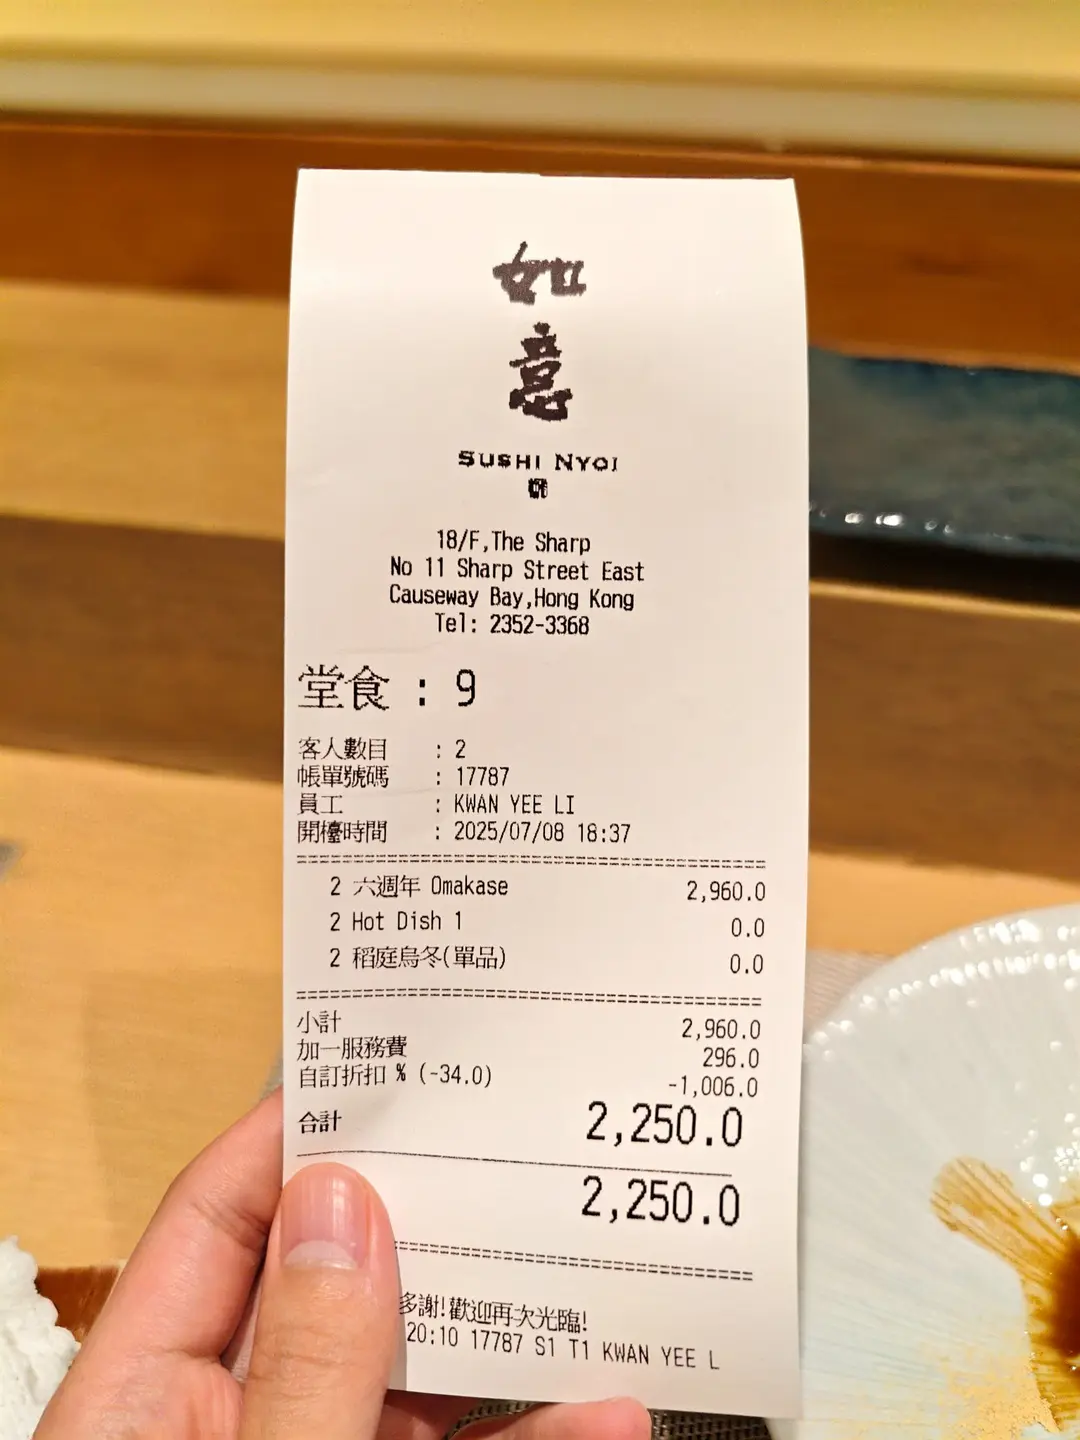 如
意
SUSHI NYOI
18/F,The Sharp
No 11 Sharp Street East
Causeway Bay,Hong Kong
Tel: 2352-3368
堂食 : 9
客人數目 : 2
帳單號碼 : 17787
員工 : KWAN YEE LI
開檯時間 : 2025/07/08 18:37
2 六週年 Omakase 2,960.0
2 Hot Dish 1 0.0
2 稻庭烏冬(單品) 0.0
小計 2,960.0
加一服務費 296.0
自訂折扣 % (-34.0) -1,006.0
合計 2,250.0
2,250.0
多謝!歡迎再次光臨!
20:10 17787 S1 T1 KWAN YEE L